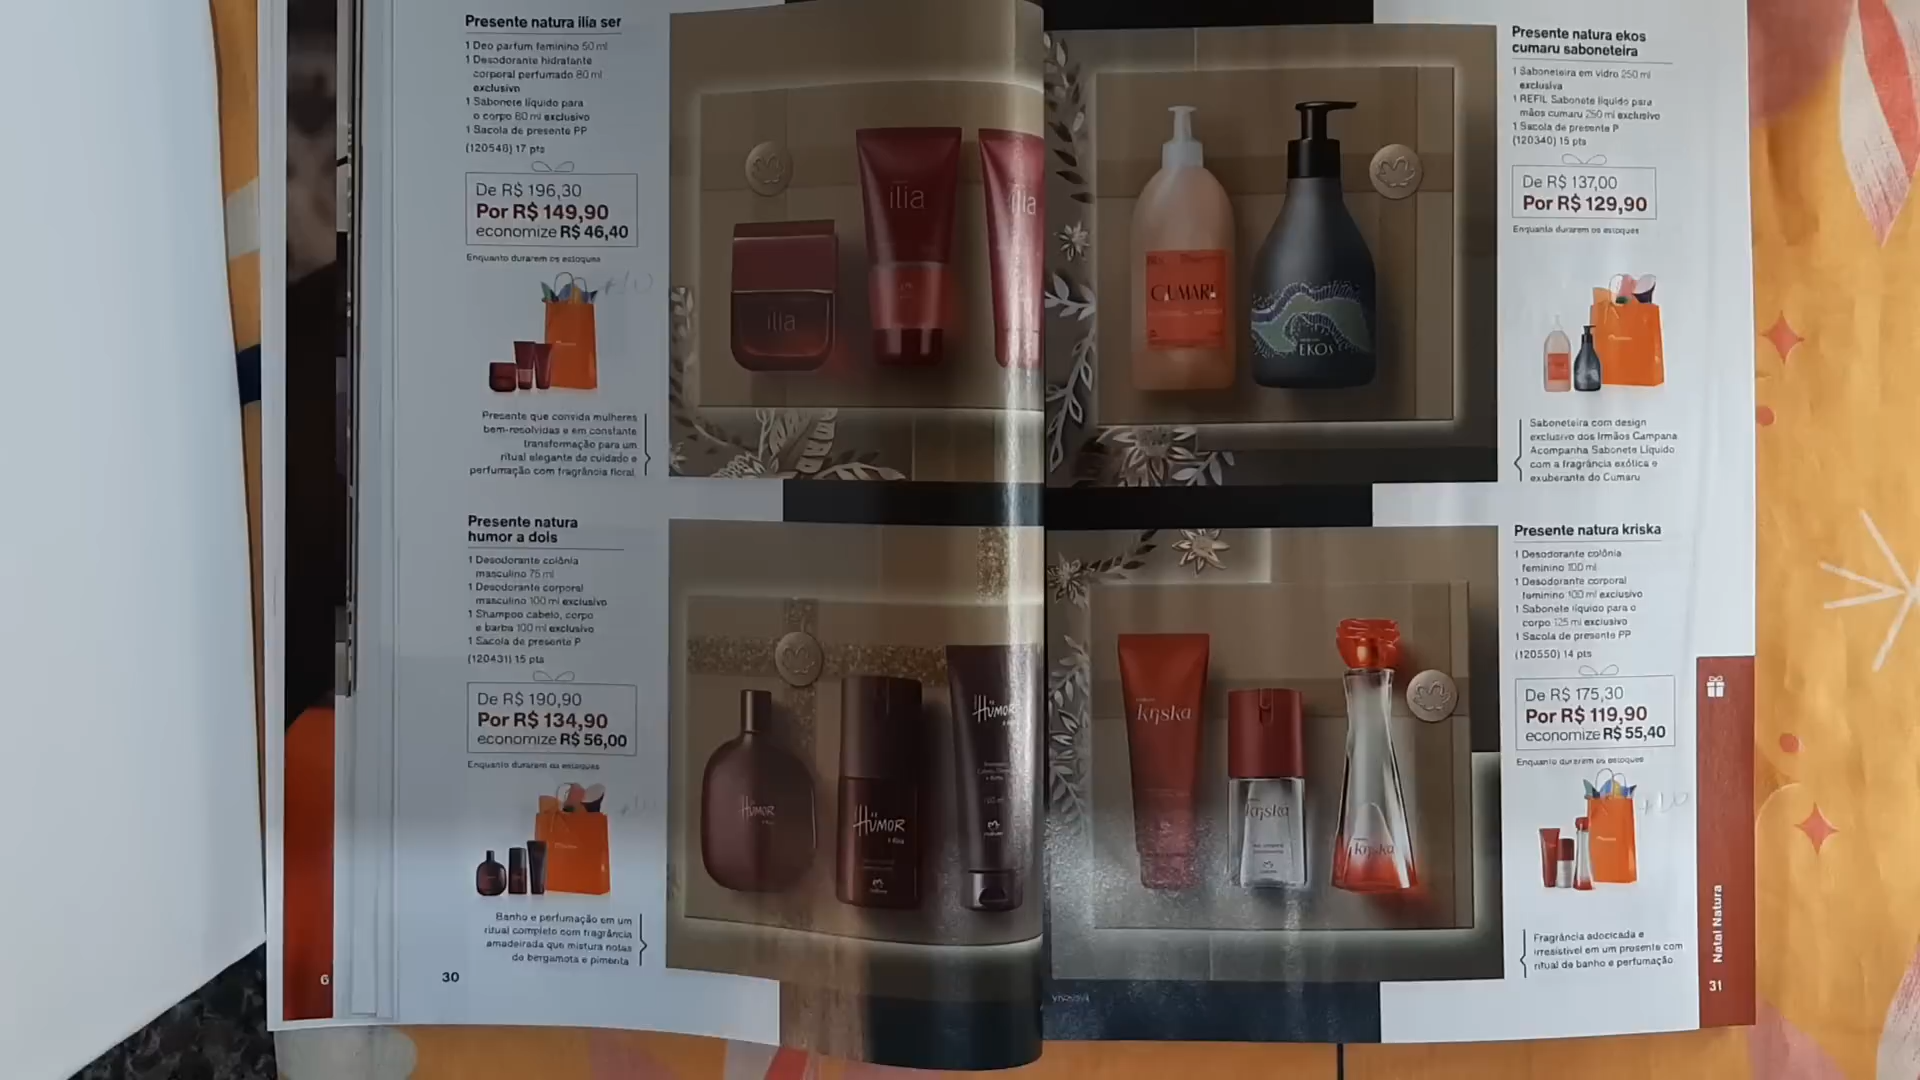 Presente natura ilía ser
1 Deo parfum feminino 50 ml
1 Desodorante hidratante
corporal perfumado 80 ml
exclusivo
1 Sabonete líquido para
o corpo 80 ml exclusivo
1 Sacola de presente PP
(120548) 17 pts
De R$ 196,30
Por R$ 149,90
economize R$ 46,40
Enquanto durarem os estoques
Presente que convida mulheres
bem-resolvidas e em constante
transformação para um
ritual elegante de cuidado e
perfumação com fragrância floral.
ilía
ilía
ilía
Presente natura
humor a dois
1 Desodorante colônia
masculino 75 ml
1 Desodorante corporal
masculino 100 ml exclusivo
1 Shampoo cabelo, corpo
e barba 100 ml exclusivo
1 Sacola de presente P
(120431) 15 pts
De R$ 190,90
Por R$ 134,90
economize R$ 56,00
Enquanto durarem os estoques
Banho e perfumação em um
ritual completo com fragrância
amadeirada que mistura notas
de bergamota e pimenta
HUMOR
HUMOR
HUMOR
6
30
Presente natura ekos
cumaru saboneteira
1 Saboneteira em vidro 250 ml
exclusiva
1 REFIL Sabonete líquido para
mãos cumaru 250 ml exclusivo
1 Sacola de presente P
(120340) 15 pts
De R$ 137,00
Por R$ 129,90
Enquanto durarem os estoques
Saboneteira com design
exclusivo dos Irmãos Campana
Acompanha Sabonete Líquido
com a fragrância exótica e
exuberante do Cumaru
CUMARU
EKOS
Presente natura kriska
1 Desodorante colônia
feminino 100 ml
1 Desodorante corporal
feminino 100 ml exclusivo
1 Sabonete líquido para o
corpo 125 ml exclusivo
1 Sacola de presente PP
(120550) 14 pts
De R$ 175,30
Por R$ 119,90
economize R$ 55,40
Enquanto durarem os estoques
Fragrância adocicada e
irresistível em um presente com
ritual de banho e perfumação
kriska
kriska
kriska
Natal Natura
31